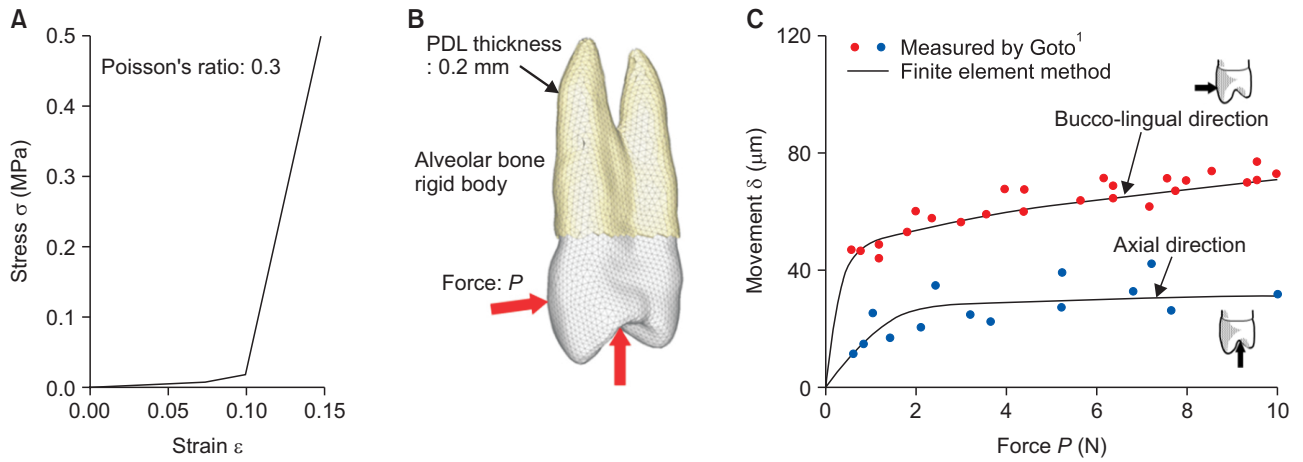 A
0.5
0.4
0.3
0.2
0.1
0.0
0.00
0.05
0.10
0.15
Stress σ (MPa)
Strain ε
Poisson's ratio: 0.3
B
PDL thickness
: 0.2 mm
Alveolar bone
rigid body
Force: P
C
120
80
40
0
0
2
4
6
8
10
Movement δ (μm)
Force P (N)
Measured by Goto1
Finite element method
Bucco-lingual direction
Axial direction